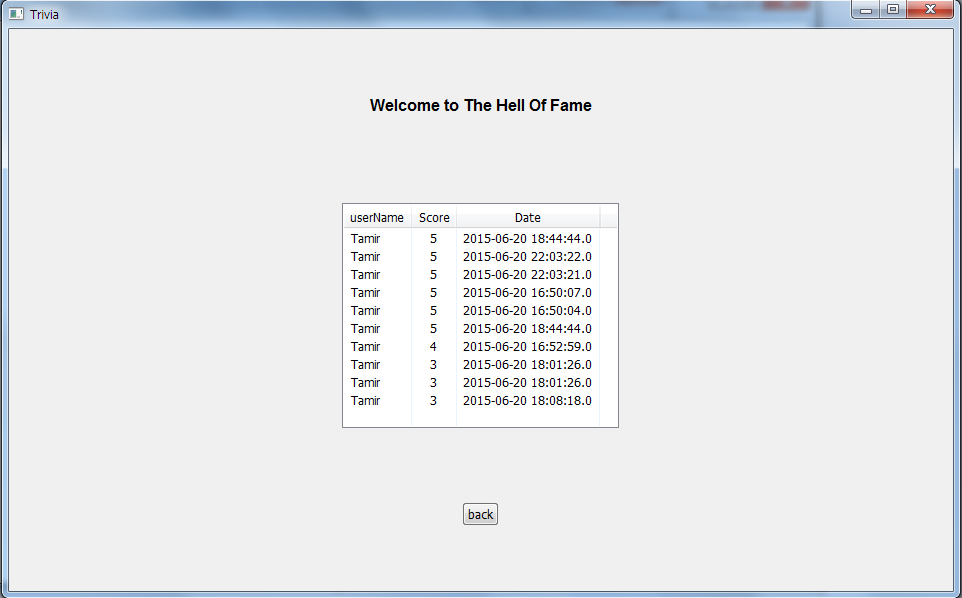 Trivia
Welcome to The Hell Of Fame
userName Score Date
Tamir 5 2015-06-20 18:44:44.0
Tamir 5 2015-06-20 22:03:22.0
Tamir 5 2015-06-20 22:03:21.0
Tamir 5 2015-06-20 16:50:07.0
Tamir 5 2015-06-20 16:50:04.0
Tamir 5 2015-06-20 18:44:44.0
Tamir 4 2015-06-20 16:52:59.0
Tamir 3 2015-06-20 18:01:26.0
Tamir 3 2015-06-20 18:01:26.0
Tamir 3 2015-06-20 18:08:18.0
back